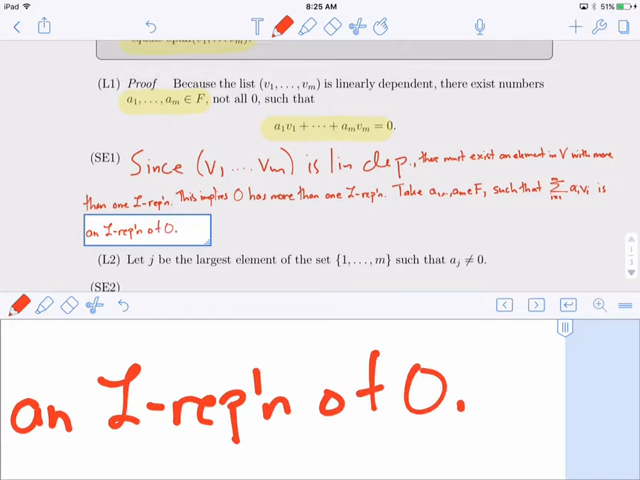 iPad
8:25 AM
51%
T
(L1) Proof Because the list (v₁, . . . , vₘ) is linearly dependent, there exist numbers
a₁, . . . , aₘ ∈ F, not all 0, such that
a₁v₁ + · · · + aₘvₘ = 0.
(SE1) Since (v₁ .... vₘ) is lin dep., there must exist an element in V with more
than one L-rep'n. This implies 0 has more than one L-rep'n. Take a₁,..,aₘ∈F, such that ∑ᵢ₌₁ᵐ aᵢvᵢ is
an L-rep'n of 0.
(L2) Let j be the largest element of the set {1, . . . , m} such that aⱼ ≠ 0.
(SE2)
1
3
an L-rep'n of 0.